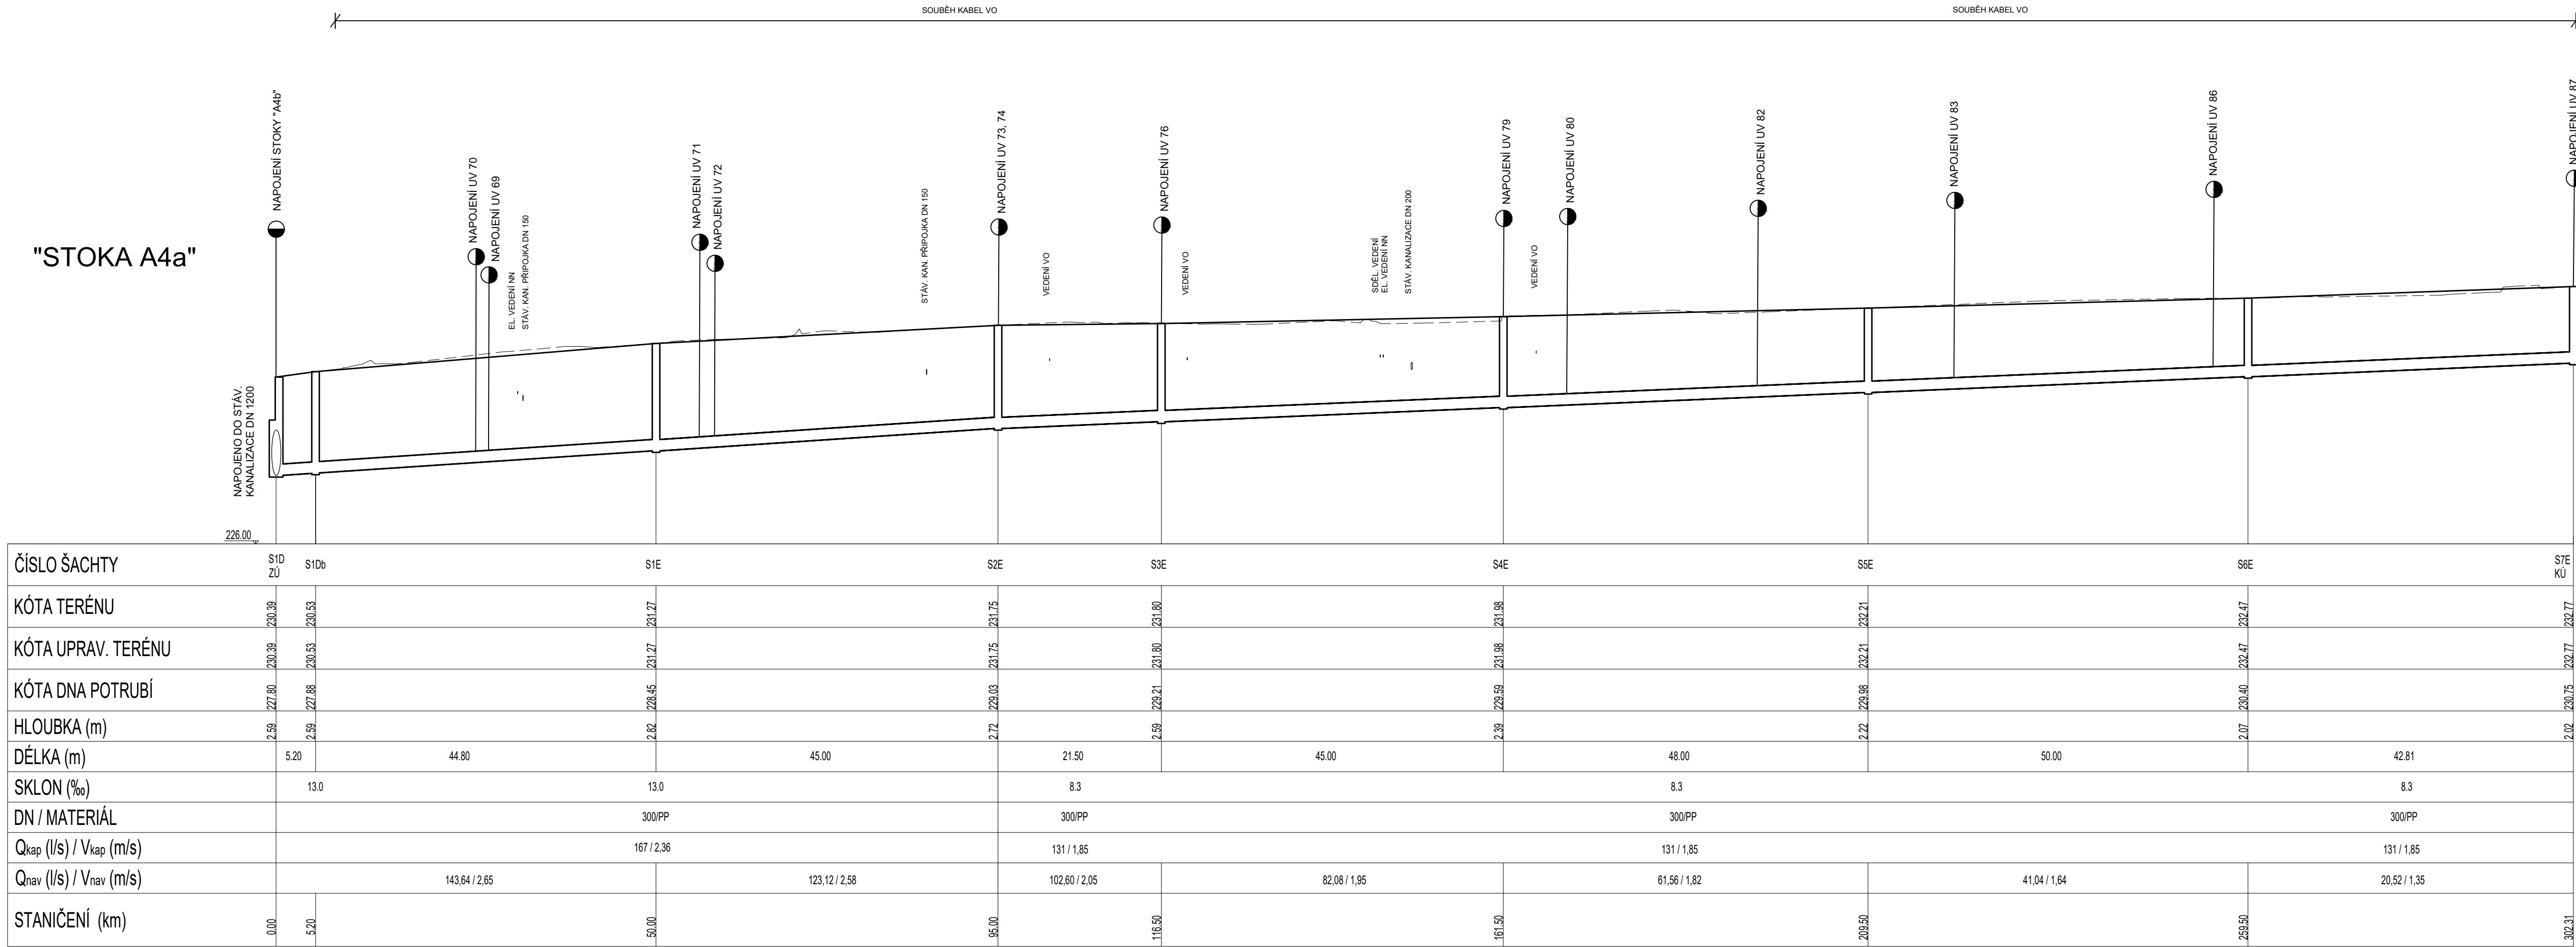 SOUBĚH KABEL VO
SOUBĚH KABEL VO
"STOKA A4a"
NAPOJENÍ STOKY "A4b"
NAPOJENÍ UV 70
NAPOJENÍ UV 69
EL. VEDENÍ NN
STÁV. KAN. PŘÍPOJKA DN 150
NAPOJENÍ UV 71
NAPOJENÍ UV 72
STÁV. KAN. PŘÍPOJKA DN 150
NAPOJENÍ UV 73, 74
VEDENÍ VO
NAPOJENÍ UV 76
VEDENÍ VO
SDĚL. VEDENÍ
EL. VEDENÍ NN
STÁV. KANALIZACE DN 200
NAPOJENÍ UV 79
VEDENÍ VO
NAPOJENÍ UV 80
NAPOJENÍ UV 82
NAPOJENÍ UV 83
NAPOJENÍ UV 86
NAPOJENÍ UV 87
NAPOJENO DO STÁV.
KANALIZACE DN 1200
226.00
ČÍSLO ŠACHTY S1D S1Db S1E S2E S3E S4E S5E S6E S7E
ZÚ KÚ
KÓTA TERÉNU 230.39 230.53 231.27 231.75 231.80 231.98 232.21 232.47 232.77
KÓTA UPRAV. TERÉNU 230.39 230.53 231.27 231.75 231.80 231.98 232.21 232.47 232.77
KÓTA DNA POTRUBÍ 227.80 227.88 228.45 229.03 229.21 229.59 229.98 230.40 230.75
HLOUBKA (m) 2.59 2.59 2.82 2.72 2.59 2.39 2.22 2.07 2.02
DÉLKA (m) 5.20 44.80 45.00 21.50 45.00 48.00 50.00 42.81
SKLON (‰) 13.0 13.0 8.3 8.3 8.3
DN / MATERIÁL 300/PP 300/PP 300/PP 300/PP
Qkap (l/s) / Vkap (m/s) 167 / 2,36 131 / 1,85 131 / 1,85 131 / 1,85
Qnav (l/s) / Vnav (m/s) 143,64 / 2,65 123,12 / 2,58 102,60 / 2,05 82,08 / 1,95 61,56 / 1,82 41,04 / 1,64 20,52 / 1,35
STANIČENÍ (km) 0.00 5.20 50.00 95.00 116.50 161.50 209.50 259.50 302.31